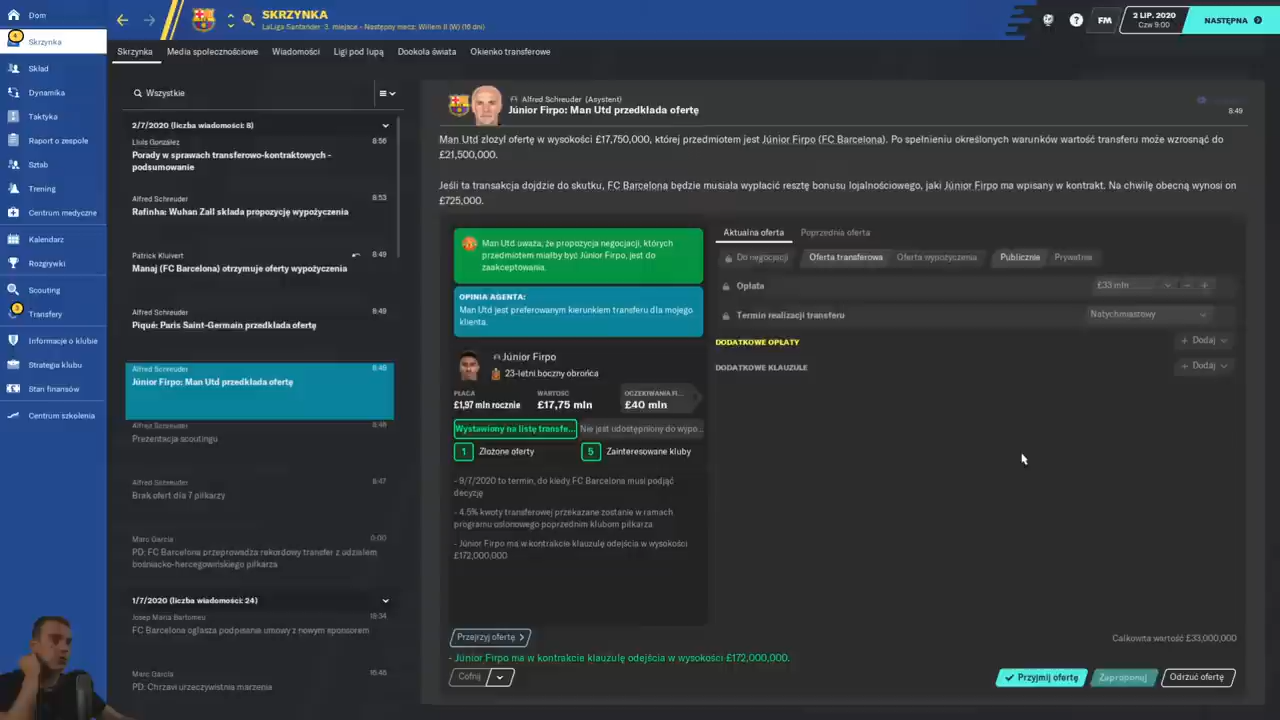 Dom
Skrzynka
Skład
Dynamika
Taktyka
Raport o zespole
Sztab
Trening
Centrum medyczne
Kalendarz
Rozgrywki
Scouting
Transfery
Informacje o klubie
Strategia klubu
Stan finansów
Centrum szkolenia
SKRZYNKA
LaLiga Santander 3. miejsce - Następny mecz: Willem II (W) (16 dni)
FM
2 LIP. 2020
Czw 9:00
NASTĘPNA
Skrzynka
Media społecznościowe
Wiadomości
Ligi pod lupą
Dookoła świata
Okienko transferowe
Wszystkie
2/7/2020 (liczba wiadomości: 8)
Lluís González 8:56
Porady w sprawach transferowo-kontraktowych -
podsumowanie
Alfred Schreuder 8:53
Rafinha: Wuhan Zall składa propozycję wypożyczenia
Patrick Kluivert 8:49
Manaj (FC Barcelona) otrzymuje oferty wypożyczenia
Alfred Schreuder 8:49
Piqué: Paris Saint-Germain przedkłada ofertę
Alfred Schreuder 8:49
Júnior Firpo: Man Utd przedkłada ofertę
Alfred Schreuder 8:48
Prezentacja scoutingu
Alfred Schreuder 8:47
Brak ofert dla 7 piłkarzy
Marc García 0:00
PD: FC Barcelona przeprowadza rekordowy transfer z udziałem
bośniacko-hercegowińskiego piłkarza
1/7/2020 (liczba wiadomości: 24)
Josep Maria Bartomeu 19:34
FC Barcelona ogłasza podpisania umowy z nowym sponsorem
Marc García 16:48
PD: Chrzavi urzeczywistnia marzenia
Alfred Schreuder (Asystent)
Júnior Firpo: Man Utd przedkłada ofertę
8:49
Man Utd złożył ofertę w wysokości £17,750,000, której przedmiotem jest Júnior Firpo (FC Barcelona). Po spełnieniu określonych warunków wartość transferu może wzrosnąć do
£21,500,000.
Jeśli ta transakcja dojdzie do skutku, FC Barcelona będzie musiała wypłacić resztę bonusu lojalnościowego, jaki Júnior Firpo ma wpisany w kontrakt. Na chwilę obecną wynosi on
£725,000.
Man Utd uważa, że propozycja negocjacji, których
przedmiotem miałby być Júnior Firpo, jest do
zaakceptowania.
OPINIA AGENTA:
Man Utd jest preferowanym kierunkiem transferu dla mojego
klienta.
Júnior Firpo
23-letni boczny obrońca
PŁACA
£1,97 mln rocznie
WARTOŚĆ
£17,75 mln
OCZEKIWANIA FI...
£40 mln
Wystawiony na listę transfe...
Nie jest udostępniony do wypo...
1 Złożone oferty
5 Zainteresowane kluby
- 9/7/2020 to termin, do kiedy FC Barcelona musi podjąć
decyzję
- 4.5% kwoty transferowej przekazane zostanie w ramach
programu osłonowego poprzednim klubom piłkarza
- Júnior Firpo ma w kontrakcie klauzulę odejścia w wysokości
£172,000,000
Aktualna oferta
Poprzednia oferta
Do negocjacji
Oferta transferowa
Oferta wypożyczenia
Publicznie
Prywatnie
Opłata
£33 mln
Termin realizacji transferu
Natychmiastowy
DODATKOWE OPŁATY
+ Dodaj
DODATKOWE KLAUZULE
+ Dodaj
Przejrzyj ofertę
Całkowita wartość £33,000,000
- Júnior Firpo ma w kontrakcie klauzulę odejścia w wysokości £172,000,000.
Cofnij
Przyjmij ofertę
Zaproponuj
Odrzuć ofertę